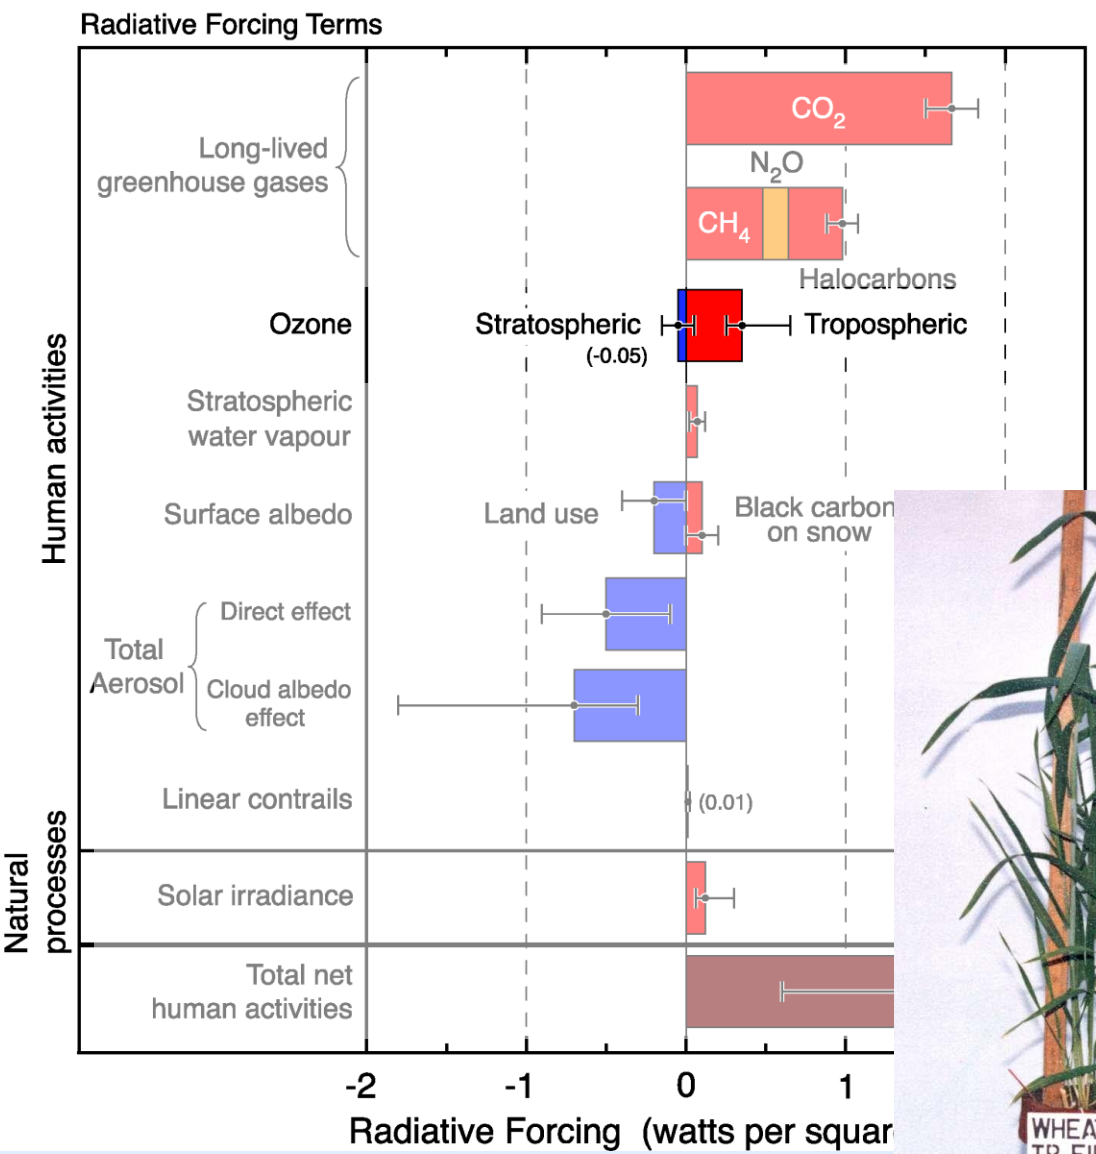 Radiative Forcing Terms
CO2
Long-lived
greenhouse gases
N2O
CH4
Halocarbons
Ozone
Stratospheric
(-0.05)
Tropospheric
Human activities
Stratospheric
water vapour
Surface albedo
Land use
Black carbon
on snow
Total
Aerosol
Direct effect
Cloud albedo
effect
Linear contrails
(0.01)
Natural
processes
Solar irradiance
Total net
human activities
-2 -1 0 1
Radiative Forcing (watts per squar
WHEA